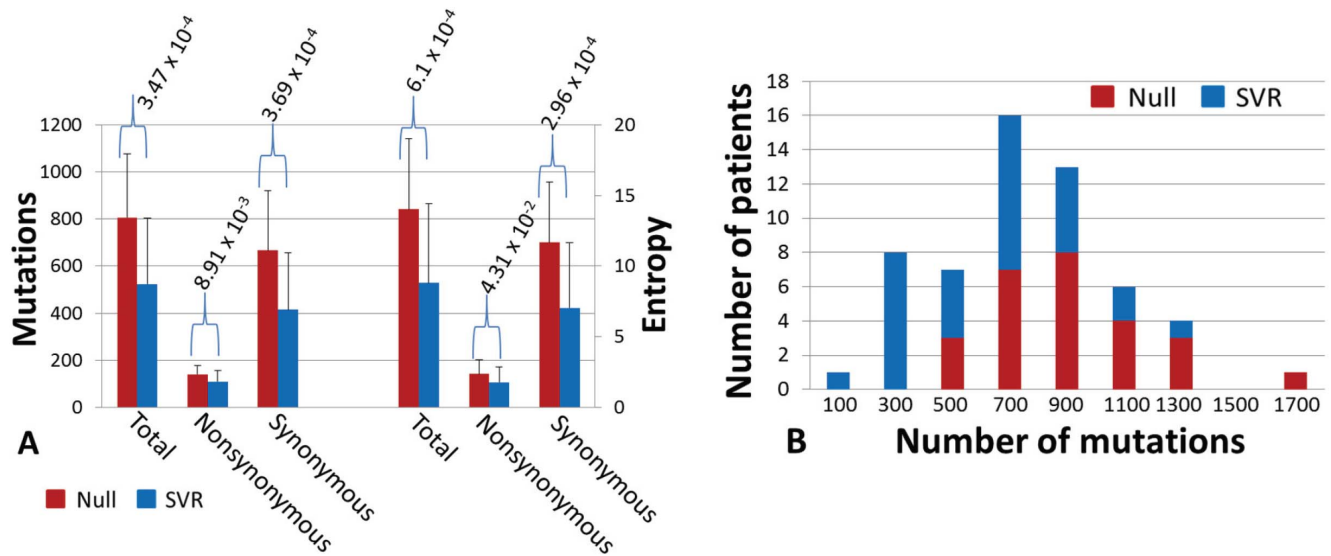 3.47 x 10-4
8.91 x 10-3
3.69 x 10-4
6.1 x 10-4
4.31 x 10-2
2.96 x 10-4
Mutations
1200
1000
800
600
400
200
0
20
15
10
5
0
Entropy
Total
Nonsynonymous
Synonymous
Total
Nonsynonymous
Synonymous
A
Null
SVR
Number of patients
18
16
14
12
10
8
6
4
2
0
Null
SVR
100 300 500 700 900 1100 1300 1500 1700
B
Number of mutations